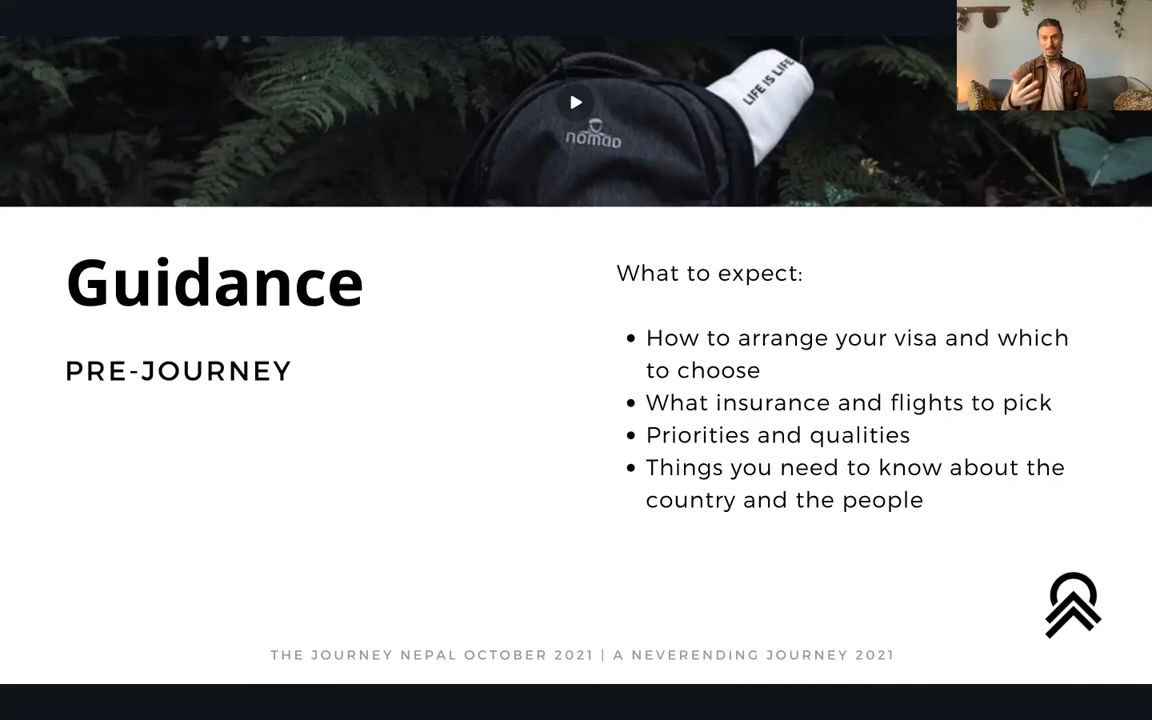 LIFE IS LIFE
nomad
Guidance
PRE-JOURNEY
What to expect:
How to arrange your visa and which
to choose
What insurance and flights to pick
Priorities and qualities
Things you need to know about the
country and the people
THE JOURNEY NEPAL OCTOBER 2021 | A NEVERENDING JOURNEY 2021